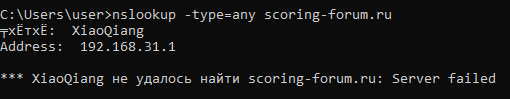 C:\Users\user>nslookup -type=any scoring-forum.ru
╤хЁтхЁ:  XiaoQiang
Address:  192.168.31.1

*** XiaoQiang не удалось найти scoring-forum.ru: Server failed